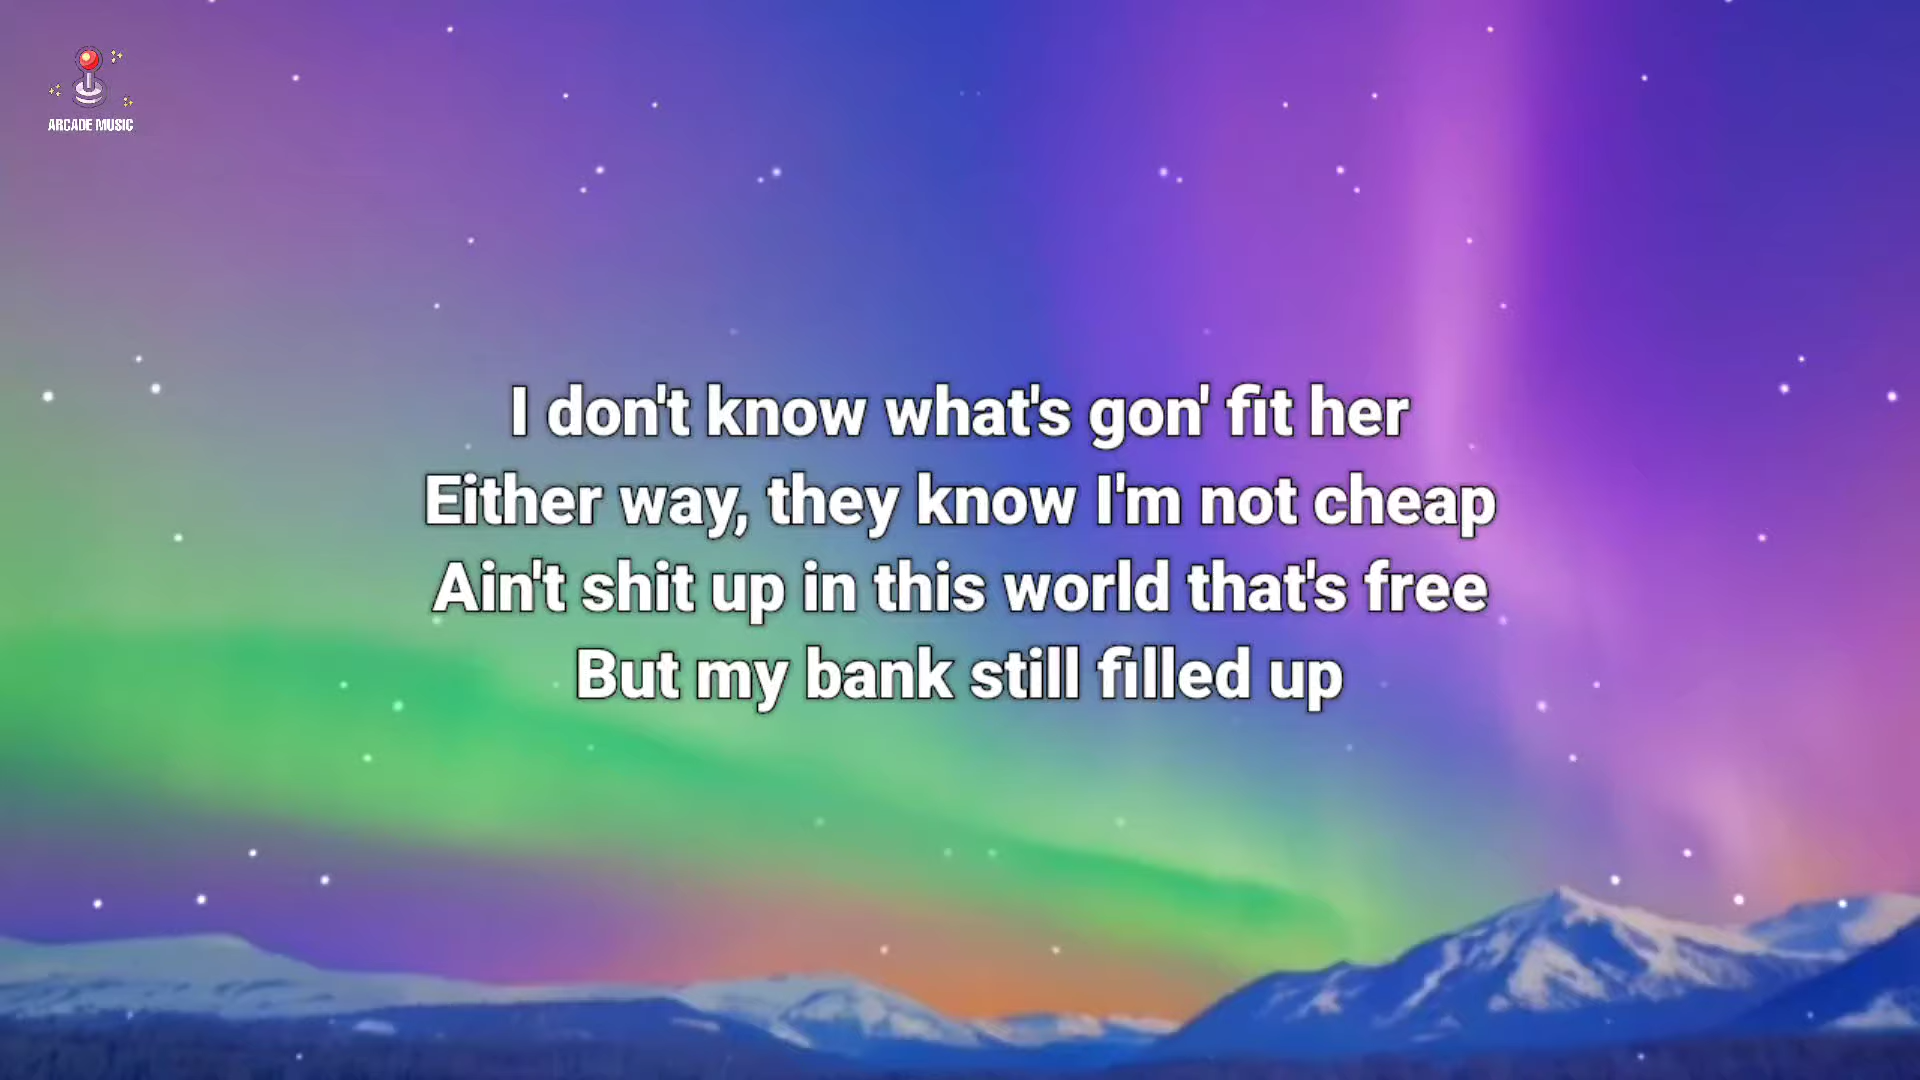 ARCADE MUSIC
I don't know what's gon' fit her
Either way, they know I'm not cheap
Ain't shit up in this world that's free
But my bank still filled up